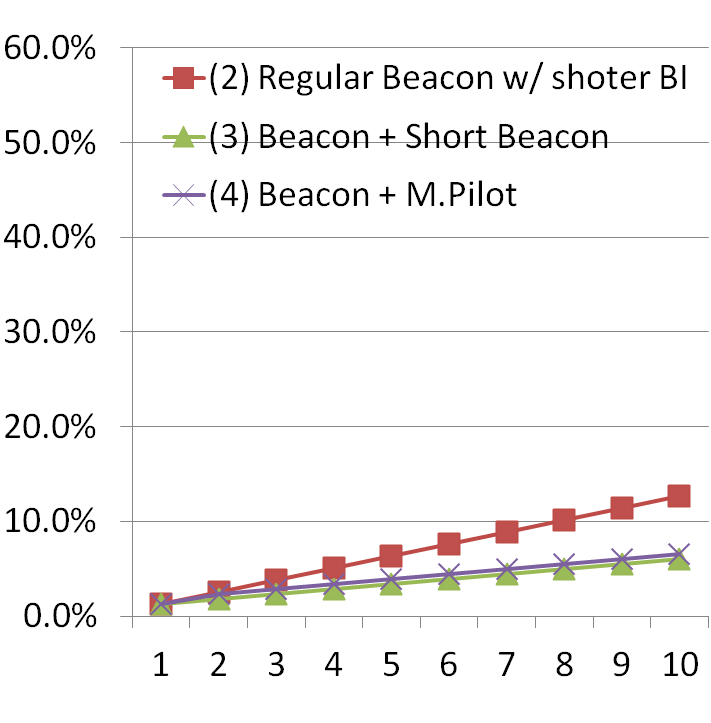 60.0%
(2) Regular Beacon w/ shoter BI
50.0%
(3) Beacon + Short Beacon
(4) Beacon + M.Pilot
40.0%
30.0%
20.0%
10.0%
0.0%
1 2 3 4 5 6 7 8 9 10